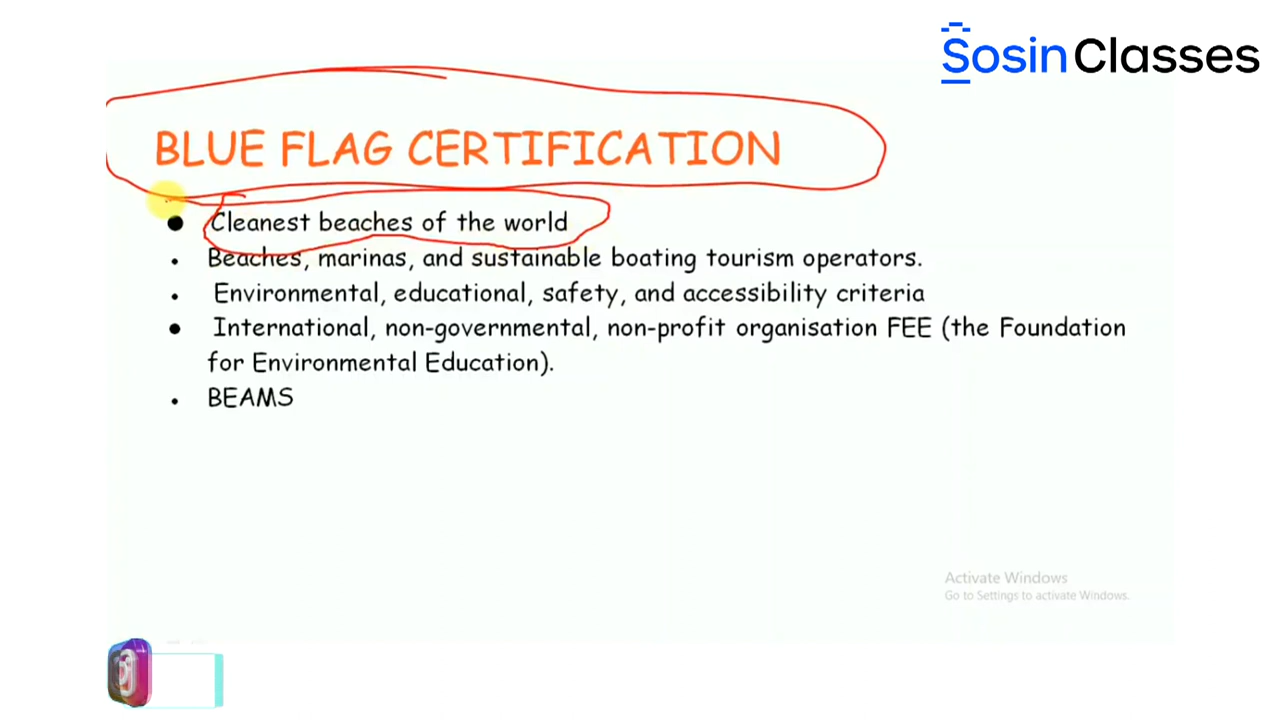 SosinClasses
BLUE FLAG CERTIFICATION
● Cleanest beaches of the world
• Beaches, marinas, and sustainable boating tourism operators.
• Environmental, educational, safety, and accessibility criteria
● International, non-governmental, non-profit organisation FEE (the Foundation
for Environmental Education).
• BEAMS
Activate Windows
Go to Settings to activate Windows.